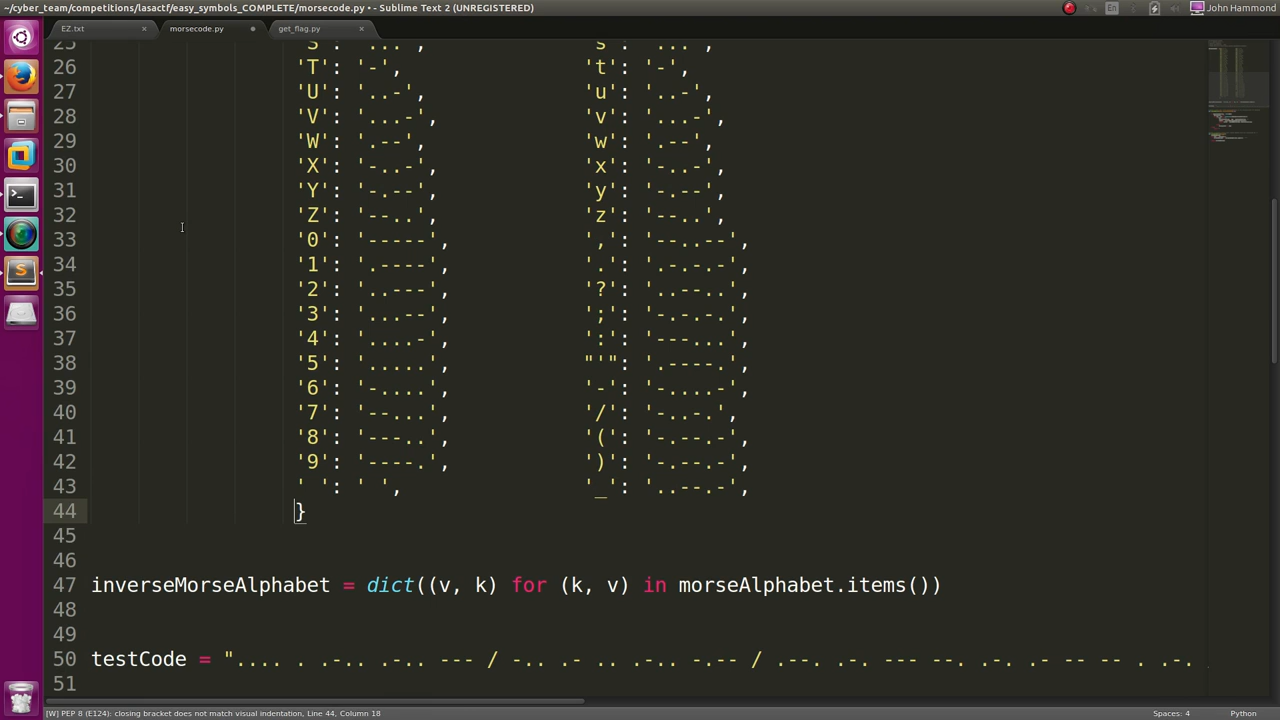 ~/cyber_team/competitions/lasactf/easy_symbols_COMPLETE/morsecode.py • - Sublime Text 2 (UNREGISTERED)
En
John Hammond
EZ.txt × morsecode.py • get_flag.py ×
25 'S': '...', 's': '...',
26 'T': '-', 't': '-',
27 'U': '..-', 'u': '..-',
28 'V': '...-', 'v': '...-',
29 'W': '.--', 'w': '.--',
30 'X': '-..-', 'x': '-..-',
31 'Y': '-.--', 'y': '-.--',
32 'Z': '--..', 'z': '--..',
33 '0': '-----', ',': '--..--',
34 '1': '.----', '.': '.-.-.-',
35 '2': '..---', '?': '..--..',
36 '3': '...--', ';': '-.-.-.',
37 '4': '....-', ':': '---...',
38 '5': '.....', "'": '.----.',
39 '6': '-....', '-': '-....-',
40 '7': '--...', '/': '-..-.',
41 '8': '---..', '(': '-.--.-',
42 '9': '----.', ')': '-.--.-',
43 ' ': ' ', '_': '..--.-',
44 }
45
46
47 inverseMorseAlphabet = dict((v, k) for (k, v) in morseAlphabet.items())
48
49
50 testCode = ".... . .-.. .-.. --- / -.. .- .. .-.. -.-- / .--. .-. --- --. .-. .- -- -- . .-.
51
[W] PEP 8 (E124): closing bracket does not match visual indentation, Line 44, Column 18
Spaces: 4
Python